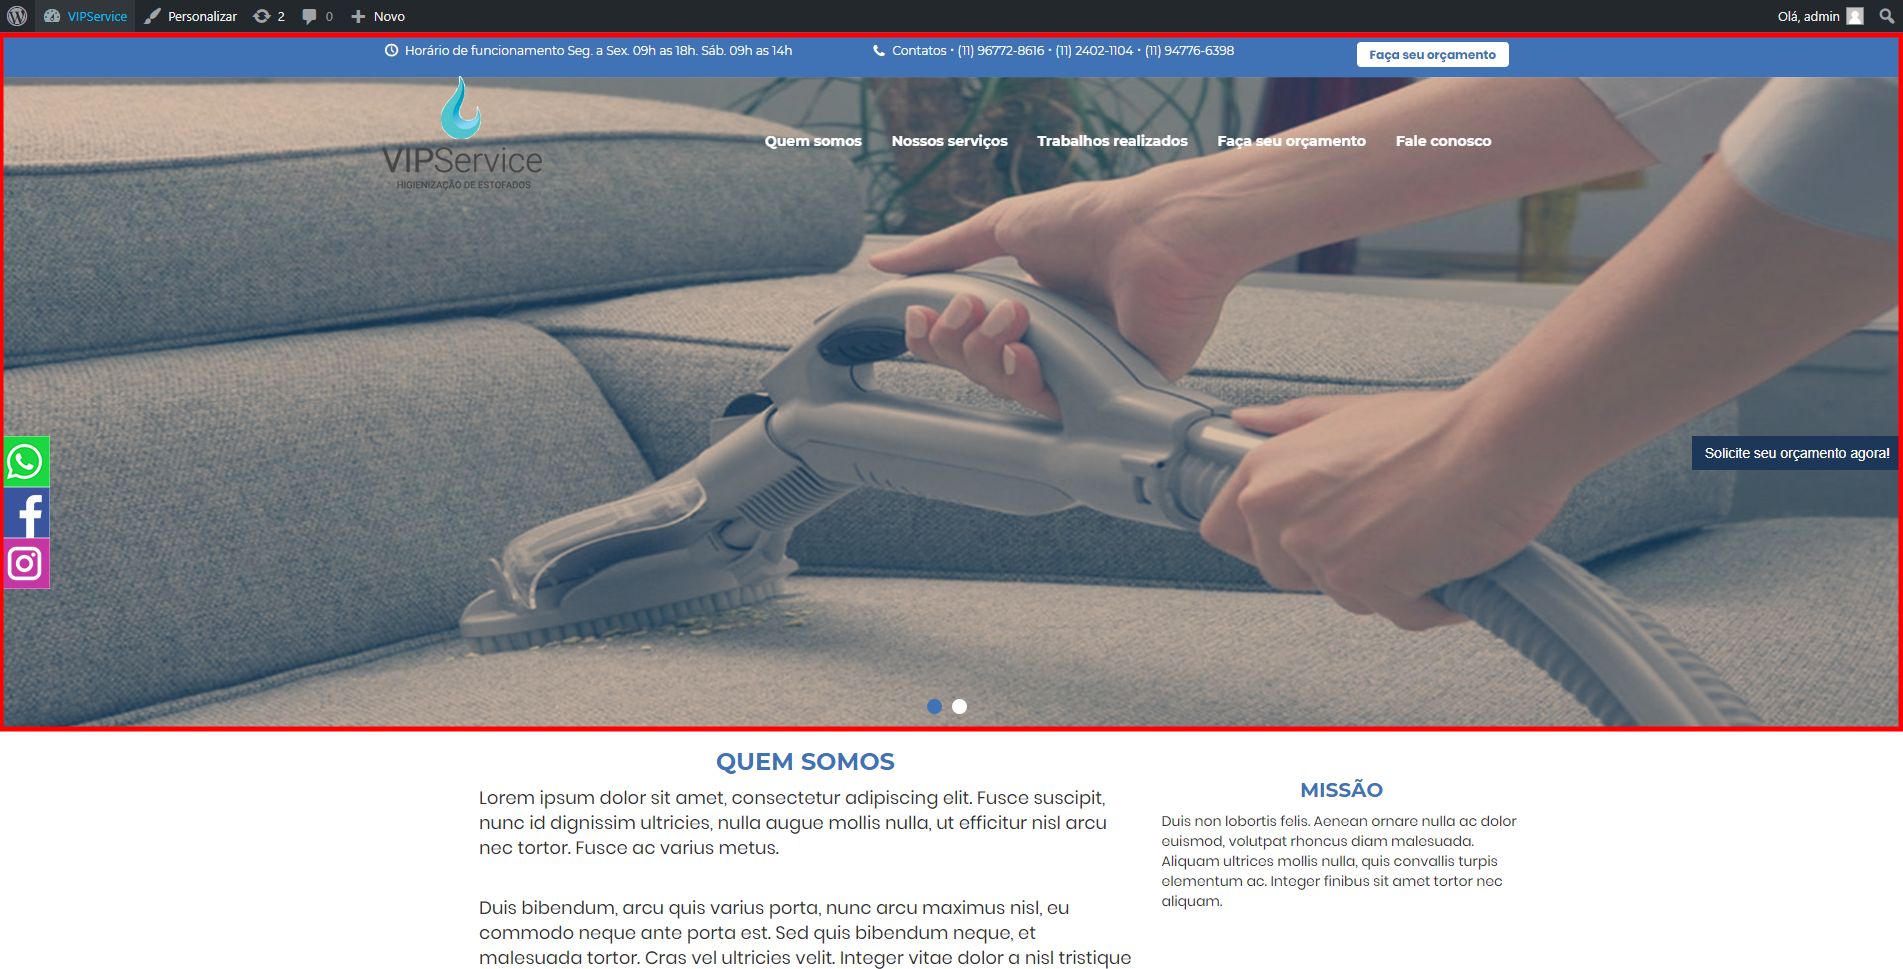 VIPService Personalizar 2 0 Novo Olá, admin
Horário de funcionamento Seg. a Sex. 09h as 18h. Sáb. 09h as 14h
Contatos • (11) 96772-8616 • (11) 2402-1104 • (11) 94776-6398
Faça seu orçamento
VIPService
HIGIENIZAÇÃO DE ESTOFADOS
Quem somos Nossos serviços Trabalhos realizados Faça seu orçamento Fale conosco
Solicite seu orçamento agora!
QUEM SOMOS
Lorem ipsum dolor sit amet, consectetur adipiscing elit. Fusce suscipit,
nunc id dignissim ultricies, nulla augue mollis nulla, ut efficitur nisl arcu
nec tortor. Fusce ac varius metus.
Duis bibendum, arcu quis varius porta, nunc arcu maximus nisl, eu
commodo neque ante porta est. Sed quis bibendum neque, et
malesuada tortor. Cras vel ultricies velit. Integer vitae dolor a nisl tristique
MISSÃO
Duis non lobortis felis. Aenean ornare nulla ac dolor
euismod, volutpat rhoncus diam malesuada.
Aliquam ultrices mollis nulla, quis convallis turpis
elementum ac. Integer finibus sit amet tortor nec
aliquam.